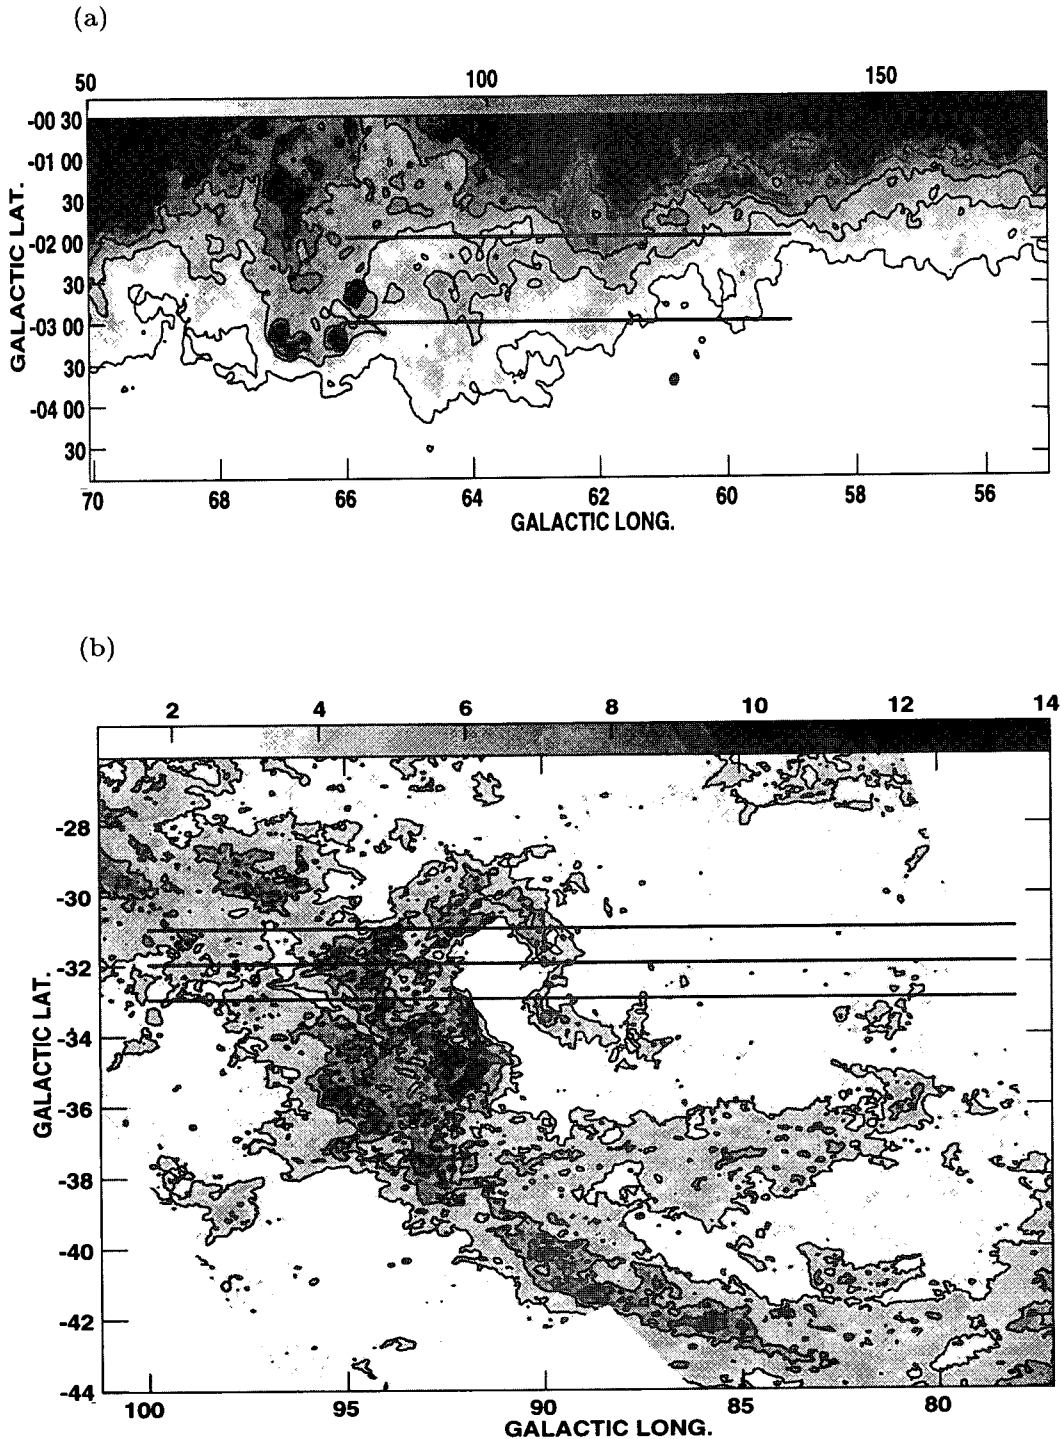 (a)
50 100 150
-00 30
-01 00
30
-02 00
30
-03 00
30
-04 00
30
GALACTIC LAT.
70 68 66 64 62 60 58 56
GALACTIC LONG.
(b)
2 4 6 8 10 12 14
-28
-30
-32
-34
-36
-38
-40
-42
-44
GALACTIC LAT.
100 95 90 85 80
GALACTIC LONG.